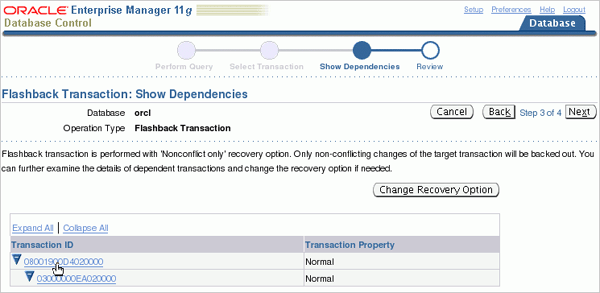 ORACLE Enterprise Manager 11g
Database Control
Setup Preferences Help Logout
Database
Perform Query Select Transaction Show Dependencies Review
Flashback Transaction: Show Dependencies
Database orcl
Operation Type Flashback Transaction
Cancel Back Step 3 of 4 Next
Flashback transaction is performed with 'Nonconflict only' recovery option. Only non-conflicting changes of the target transaction will be backed out. You
can further examine the details of dependent transactions and change the recovery option if needed.
Change Recovery Option
Expand All | Collapse All
Transaction ID Transaction Property
08001900D4020000 Normal
03000000EA020000 Normal